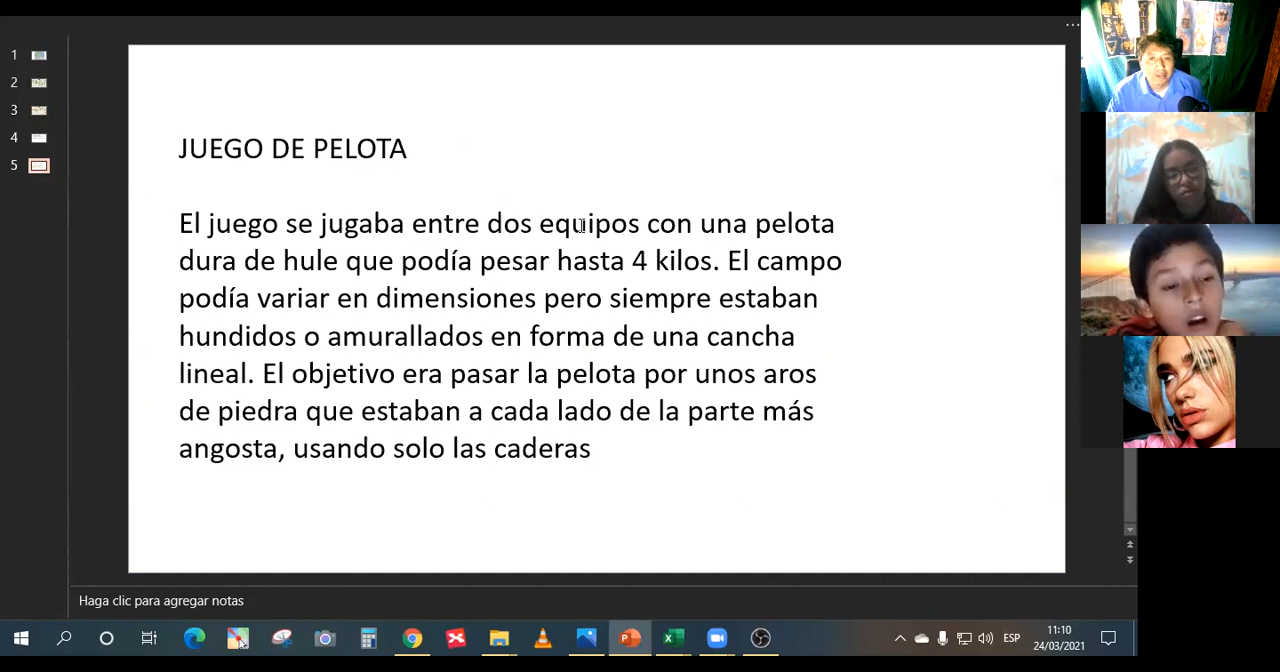 1
2
3
4
5
JUEGO DE PELOTA
El juego se jugaba entre dos equipos con una pelota
dura de hule que podía pesar hasta 4 kilos. El campo
podía variar en dimensiones pero siempre estaban
hundidos o amurallados en forma de una cancha
lineal. El objetivo era pasar la pelota por unos aros
de piedra que estaban a cada lado de la parte más
angosta, usando solo las caderas
Haga clic para agregar notas
ESP
11:10
24/03/2021